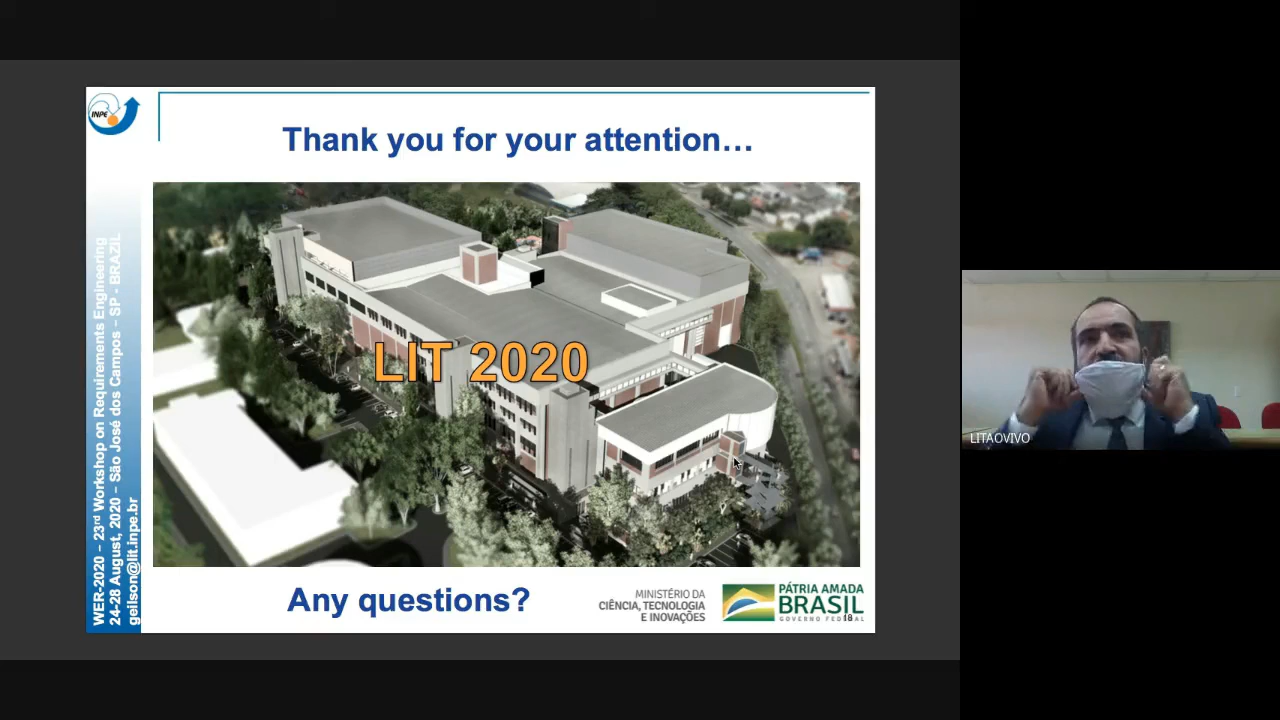 INPE
Thank you for your attention…
WER-2020 – 23rd Workshop on Requirements Engineering
24-28 August, 2020 – São José dos Campos – SP - BRAZIL
geilson@lit.inpe.br
LIT 2020
LITAOVIVO
Any questions?
MINISTÉRIO DA
CIÊNCIA, TECNOLOGIA
E INOVAÇÕES
PÁTRIA AMADA
BRASIL
GOVERNO FEDERAL
18